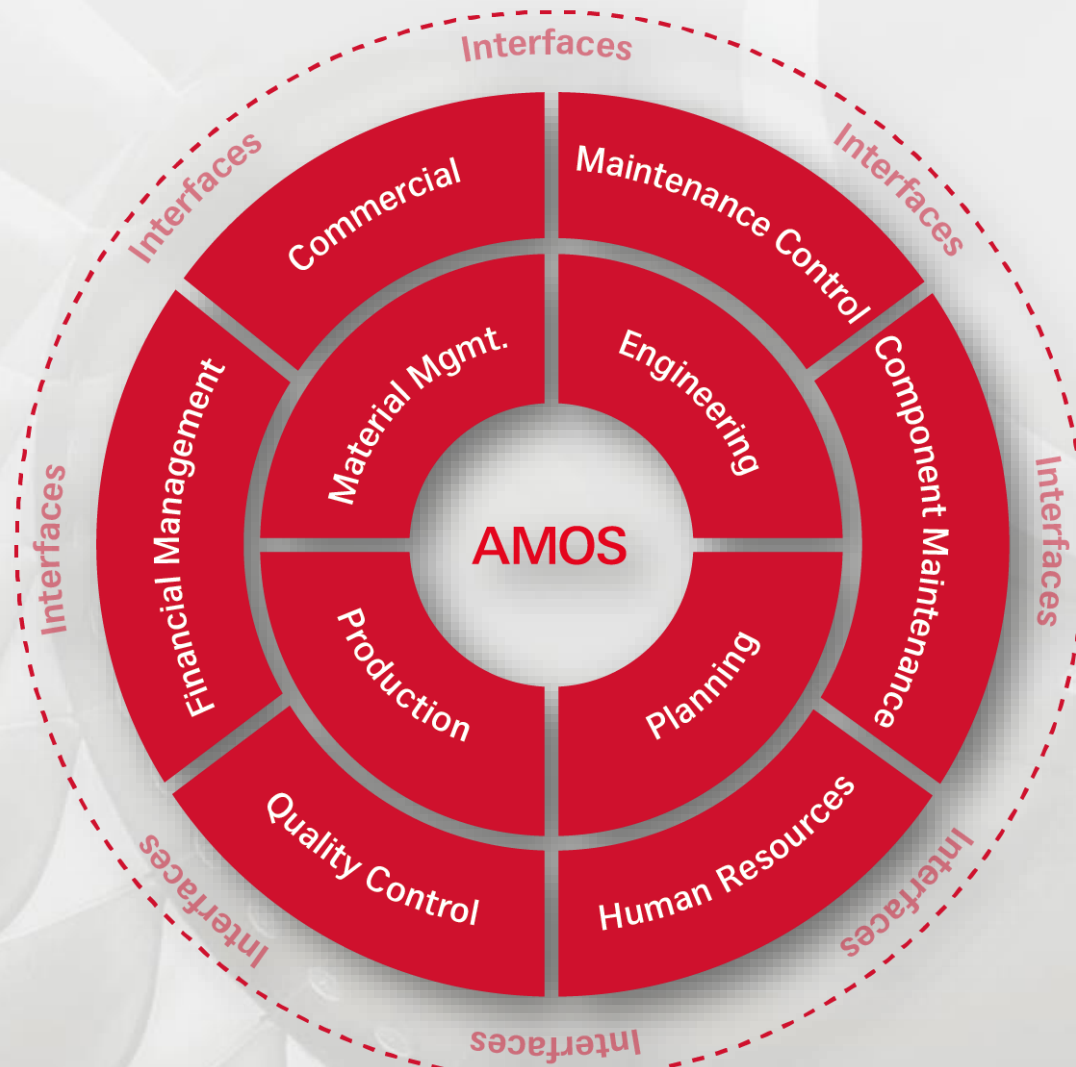 Interfaces
Interfaces
Interfaces
Commercial
Maintenance Control
Material Mgmt.
Engineering
Financial Management
Component Maintenance
Interfaces
AMOS
Interfaces
Production
Planning
Quality Control
Human Resources
Interfaces
Interfaces
Interfaces